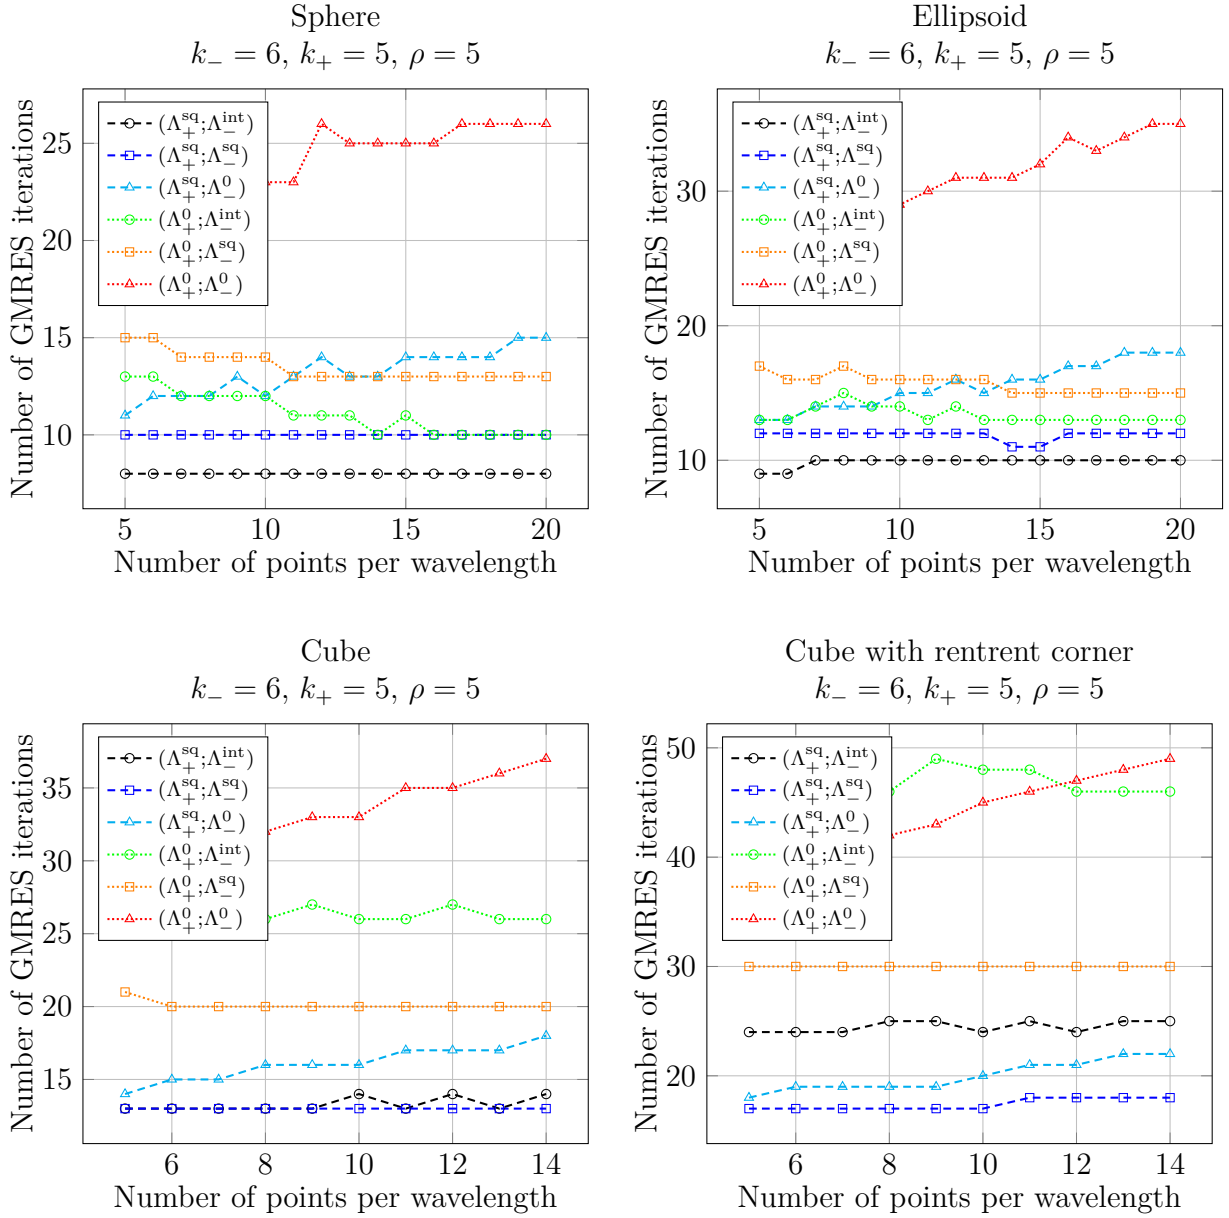 Sphere
k₋ = 6, k₊ = 5, ρ = 5
Number of GMRES iterations
25
20
15
10
(Λ₊^sq;Λ₋^int)
(Λ₊^sq;Λ₋^sq)
(Λ₊^sq;Λ₋^0)
(Λ₊^0;Λ₋^int)
(Λ₊^0;Λ₋^sq)
(Λ₊^0;Λ₋^0)
5 10 15 20
Number of points per wavelength
Ellipsoid
k₋ = 6, k₊ = 5, ρ = 5
Number of GMRES iterations
30
20
10
(Λ₊^sq;Λ₋^int)
(Λ₊^sq;Λ₋^sq)
(Λ₊^sq;Λ₋^0)
(Λ₊^0;Λ₋^int)
(Λ₊^0;Λ₋^sq)
(Λ₊^0;Λ₋^0)
5 10 15 20
Number of points per wavelength
Cube
k₋ = 6, k₊ = 5, ρ = 5
Number of GMRES iterations
35
30
25
20
15
(Λ₊^sq;Λ₋^int)
(Λ₊^sq;Λ₋^sq)
(Λ₊^sq;Λ₋^0)
(Λ₊^0;Λ₋^int)
(Λ₊^0;Λ₋^sq)
(Λ₊^0;Λ₋^0)
6 8 10 12 14
Number of points per wavelength
Cube with rentrent corner
k₋ = 6, k₊ = 5, ρ = 5
Number of GMRES iterations
50
40
30
20
(Λ₊^sq;Λ₋^int)
(Λ₊^sq;Λ₋^sq)
(Λ₊^sq;Λ₋^0)
(Λ₊^0;Λ₋^int)
(Λ₊^0;Λ₋^sq)
(Λ₊^0;Λ₋^0)
6 8 10 12 14
Number of points per wavelength